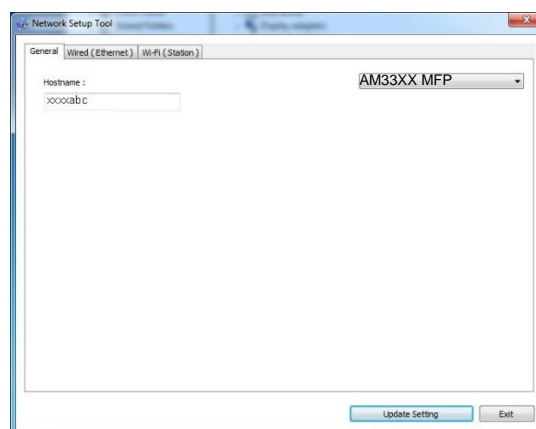 Network Setup Tool
General Wired ( Ethernet ) Wi-Fi ( Station )
Hostname :
AM33XX MFP
xxxxabc
Update Setting Exit